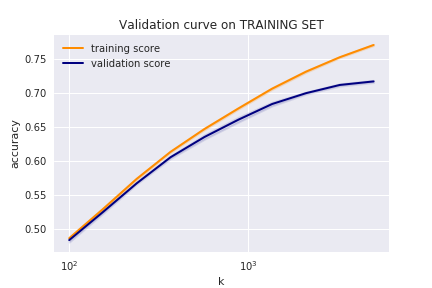 Validation curve on TRAINING SET
training score
validation score
accuracy
0.75
0.70
0.65
0.60
0.55
0.50
10²
10³
k